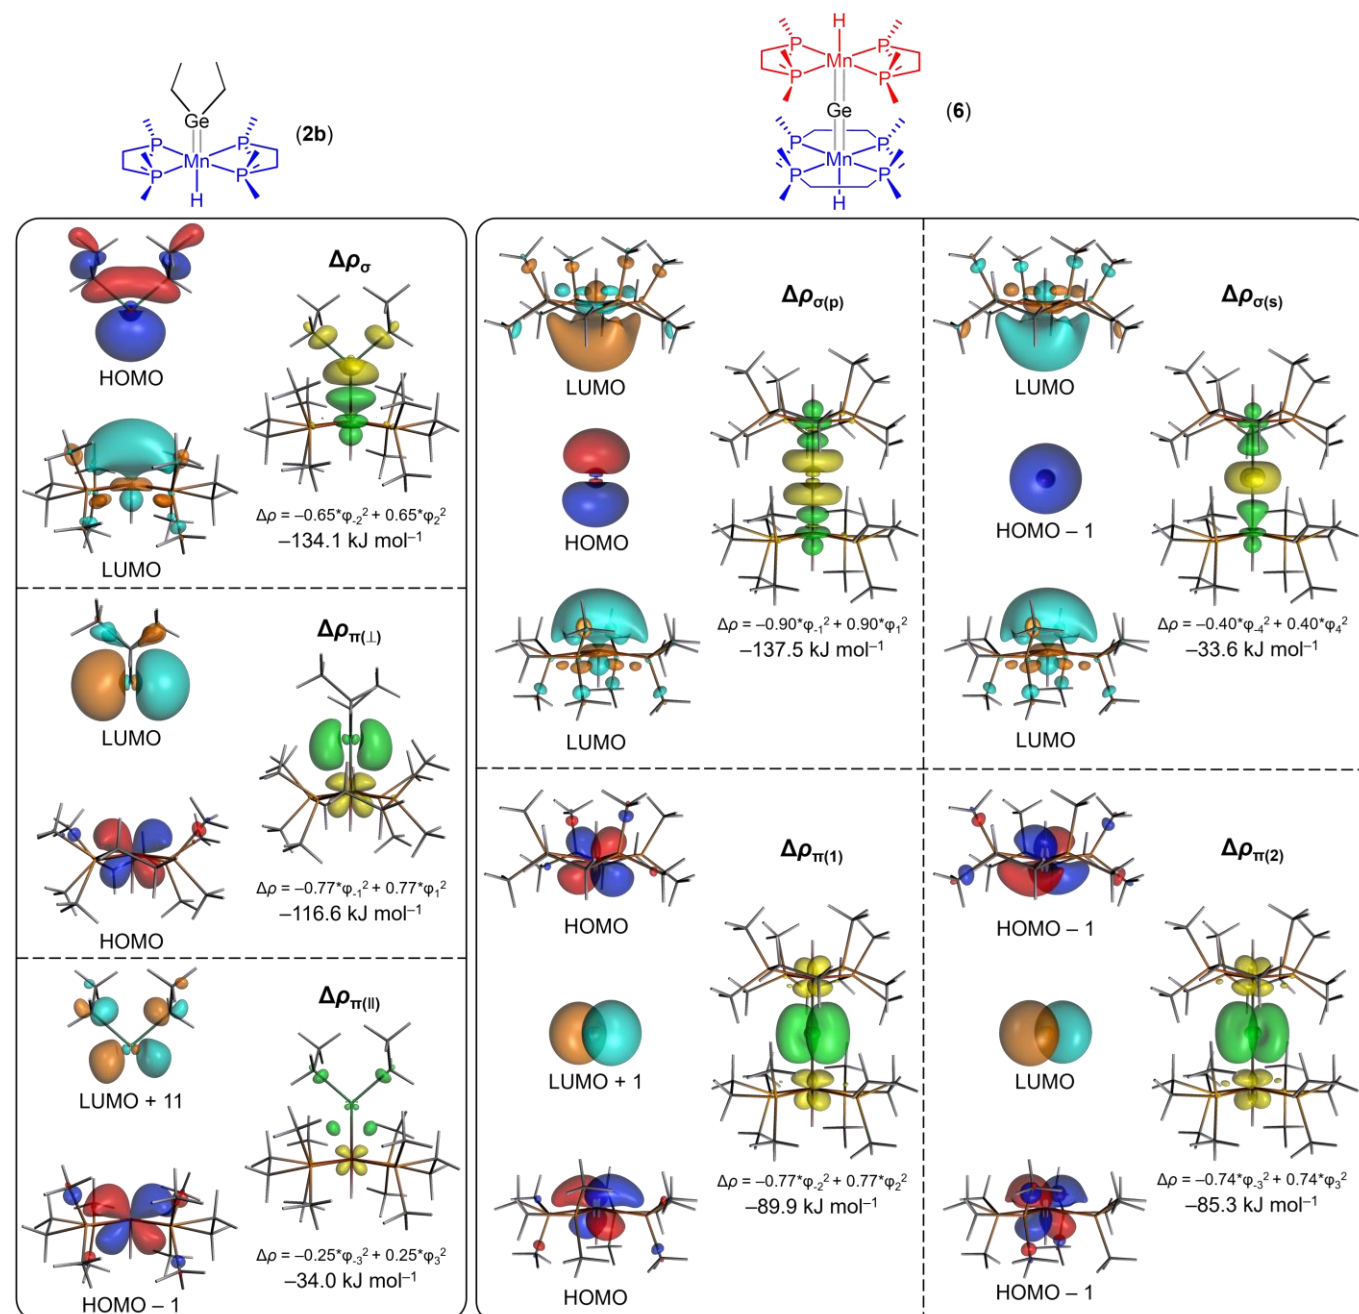 H
P P
Mn
P P
Ge (6)
P P
Mn
P P
H
Ge (2b)
P P
Mn
P P
H
Δρσ
HOMO
LUMO
Δρ = –0.65*φ-2² + 0.65*φ2²
–134.1 kJ mol⁻¹
Δρπ(⊥)
LUMO
HOMO
Δρ = –0.77*φ-1² + 0.77*φ1²
–116.6 kJ mol⁻¹
Δρπ(||)
LUMO + 11
HOMO – 1
Δρ = –0.25*φ-3² + 0.25*φ3²
–34.0 kJ mol⁻¹
Δρσ(p)
LUMO
HOMO
LUMO
Δρ = –0.90*φ-1² + 0.90*φ1²
–137.5 kJ mol⁻¹
Δρσ(s)
LUMO
HOMO – 1
LUMO
Δρ = –0.40*φ-4² + 0.40*φ4²
–33.6 kJ mol⁻¹
Δρπ(1)
HOMO
LUMO + 1
HOMO
Δρ = –0.77*φ-2² + 0.77*φ2²
–89.9 kJ mol⁻¹
Δρπ(2)
HOMO – 1
LUMO
HOMO – 1
Δρ = –0.74*φ-3² + 0.74*φ3²
–85.3 kJ mol⁻¹